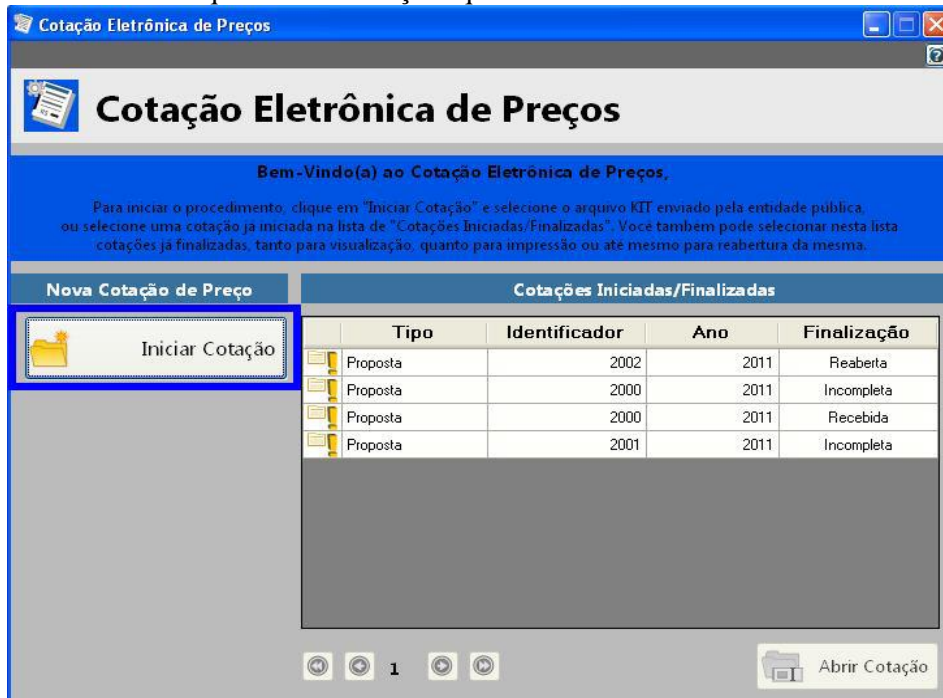 Cotação Eletrônica de Preços
Cotação Eletrônica de Preços
Bem-Vindo(a) ao Cotação Eletrônica de Preços,
Para iniciar o procedimento, clique em "Iniciar Cotação" e selecione o arquivo KIT enviado pela entidade pública,
ou selecione uma cotação já iniciada na lista de "Cotações Iniciadas/Finalizadas". Você também pode selecionar nesta lista
cotações já finalizadas, tanto para visualização, quanto para impressão ou até mesmo para reabertura da mesma.
Nova Cotação de Preço
Cotações Iniciadas/Finalizadas
Iniciar Cotação
Tipo Identificador Ano Finalização
Proposta 2002 2011 Reaberta
Proposta 2000 2011 Incompleta
Proposta 2000 2011 Recebida
Proposta 2001 2011 Incompleta
1
Abrir Cotação